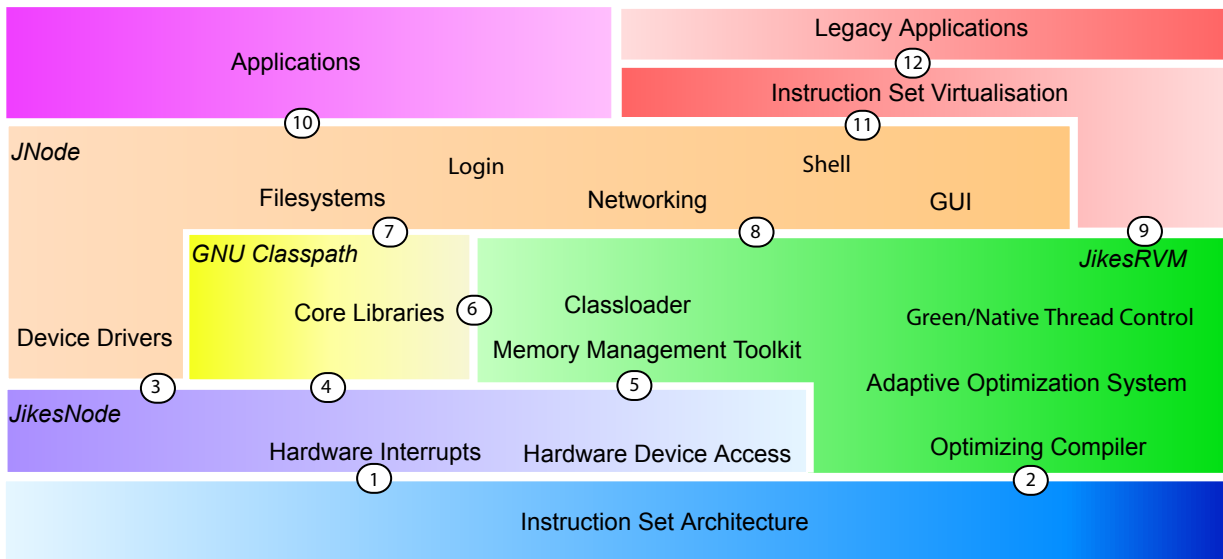 Legacy Applications
Applications
12
Instruction Set Virtualisation
10
11
JNode
Login
Shell
Filesystems
Networking
GUI
7
8
9
GNU Classpath
JikesRVM
Core Libraries
6
Classloader
Green/Native Thread Control
Device Drivers
Memory Management Toolkit
3
4
5
Adaptive Optimization System
JikesNode
Hardware Interrupts
Hardware Device Access
Optimizing Compiler
1
2
Instruction Set Architecture